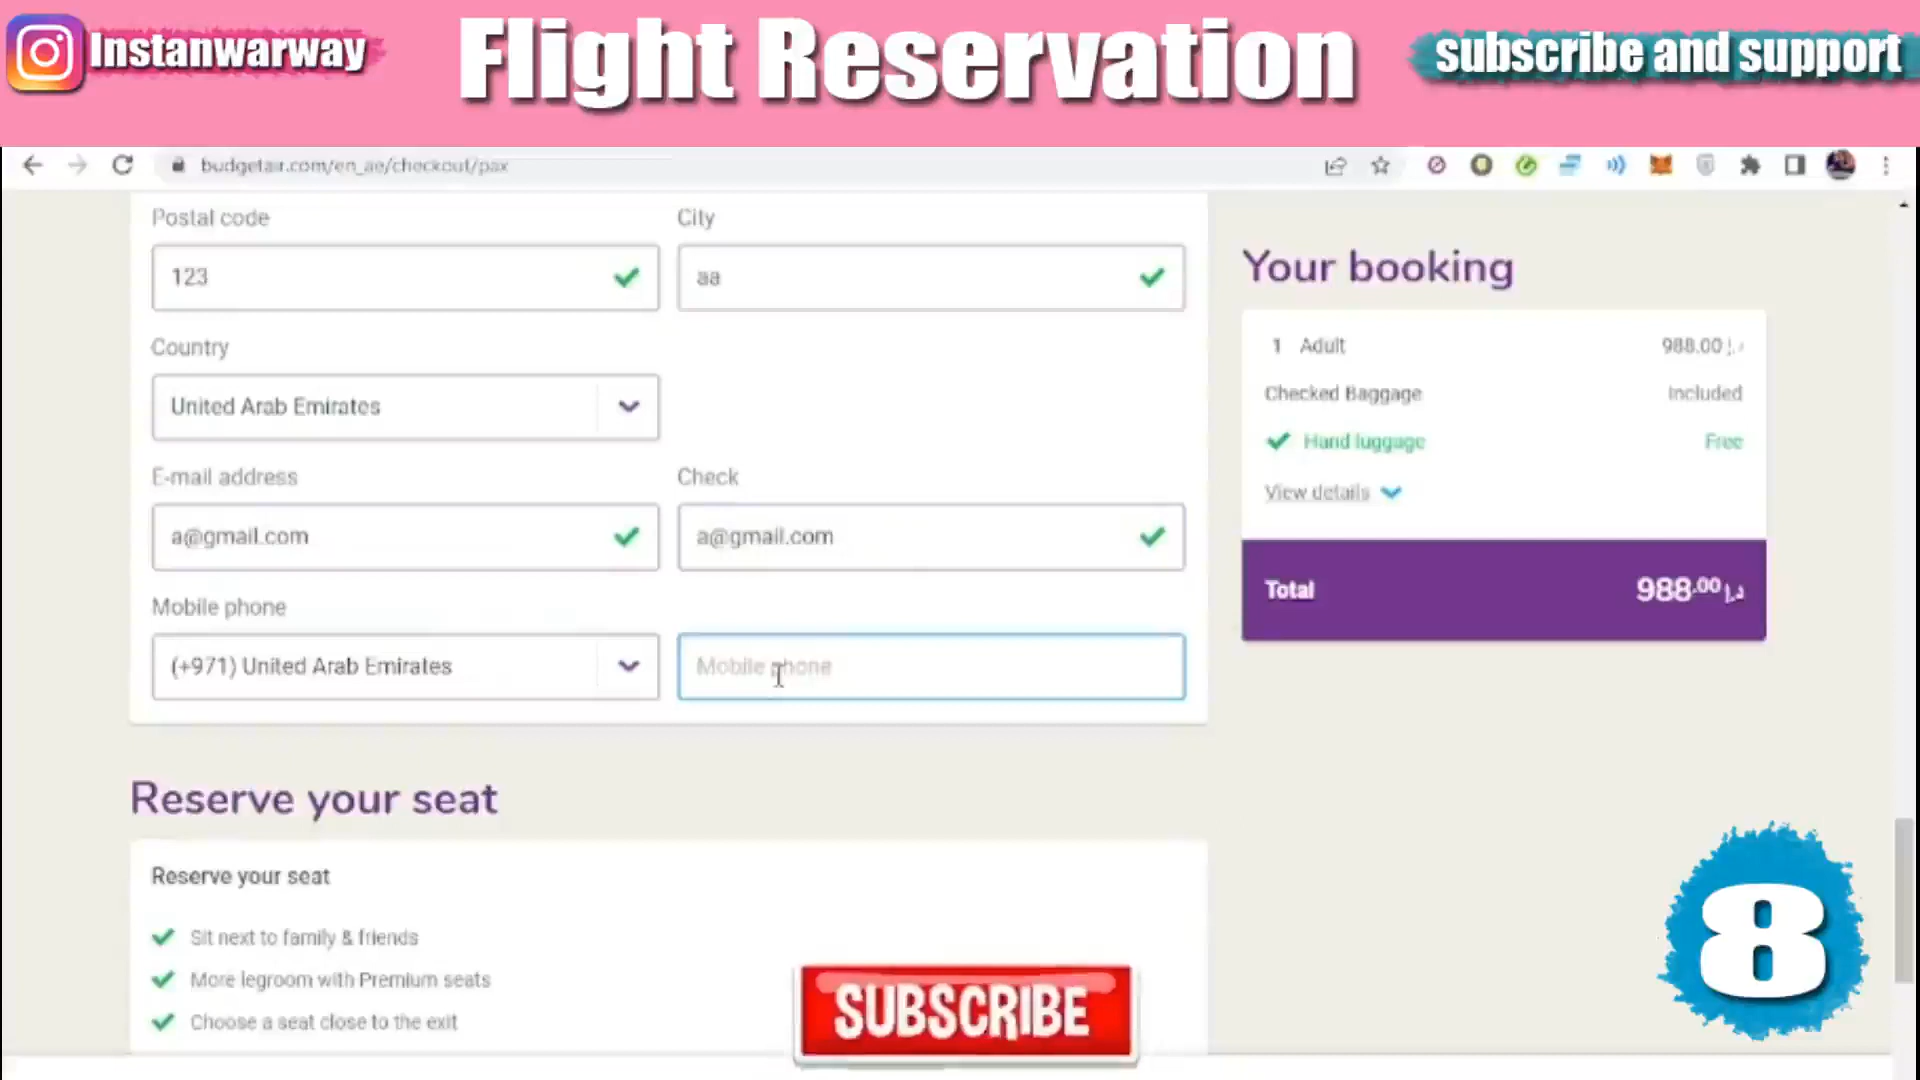 Instanwarway
Flight Reservation
subscribe and support
budgetair.com/en_ae/checkout/pax
Postal code
City
123
aa
Country
United Arab Emirates
E-mail address
Check
a@gmail.com
a@gmail.com
Mobile phone
(+971) United Arab Emirates
Mobile phone
Your booking
1 Adult 988.00 د.إ
Checked Baggage Included
Hand luggage Free
View details
Total 988.00 د.إ
Reserve your seat
Reserve your seat
Sit next to family & friends
More legroom with Premium seats
Choose a seat close to the exit
SUBSCRIBE
8